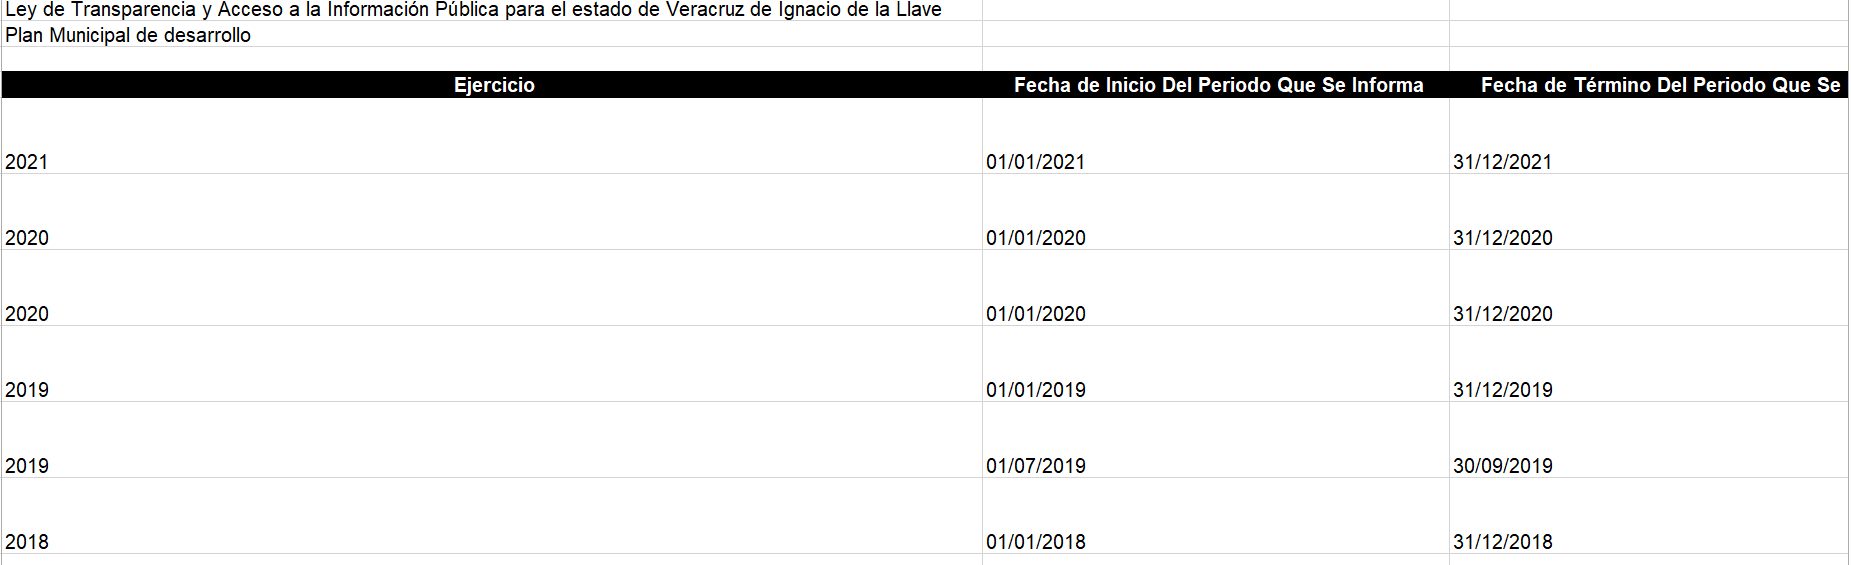 Ley de Transparencia y Acceso a la Información Pública para el estado de Veracruz de Ignacio de la Llave
Plan Municipal de desarrollo
Ejercicio Fecha de Inicio Del Periodo Que Se Informa Fecha de Término Del Periodo Que Se
2021 01/01/2021 31/12/2021
2020 01/01/2020 31/12/2020
2020 01/01/2020 31/12/2020
2019 01/01/2019 31/12/2019
2019 01/07/2019 30/09/2019
2018 01/01/2018 31/12/2018